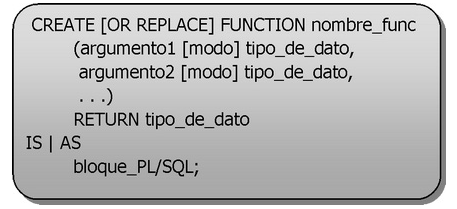 CREATE [OR REPLACE] FUNCTION nombre_func
(argumento1 [modo] tipo_de_dato,
argumento2 [modo] tipo_de_dato,
. . .)
RETURN tipo_de_dato
IS | AS
bloque_PL/SQL;